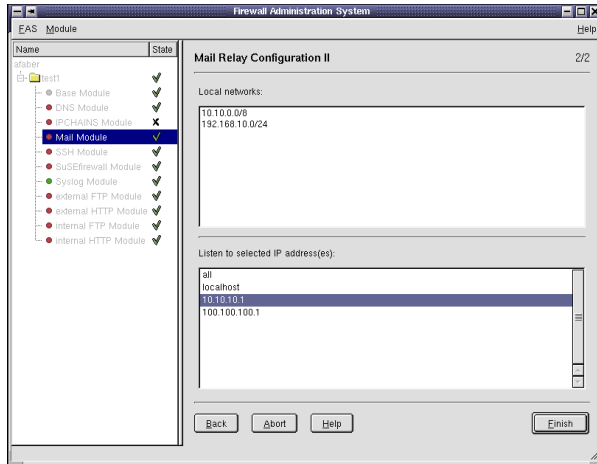 Firewall Administration System
FAS Module Help
Name State
afaber
test1
Base Module
DNS Module
IPCHAINS Module
Mail Module
SSH Module
SuSEfirewall Module
Syslog Module
external FTP Module
external HTTP Module
internal FTP Module
internal HTTP Module
Mail Relay Configuration II 2/2
Local networks:
10.10.0.0/8
192.168.10.0/24
Listen to selected IP address(es):
all
localhost
10.10.10.1
100.100.100.1
Back Abort Help Finish